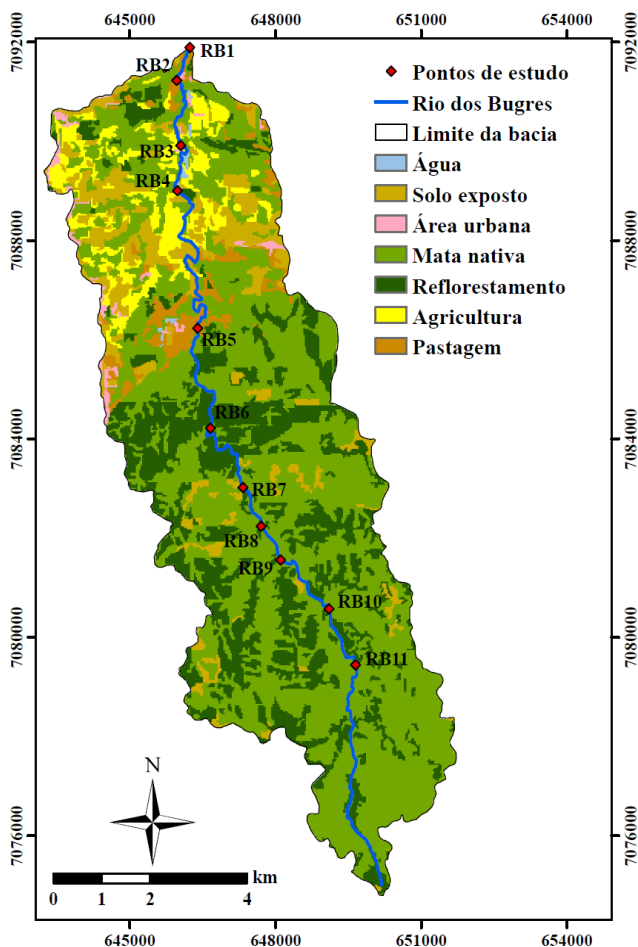 645000 648000 651000 654000
7092000 7092000
RB1
RB2
Pontos de estudo
Rio dos Bugres
Limite da bacia
RB3
Água
RB4
Solo exposto
Área urbana
7088000 7088000
Mata nativa
Reflorestamento
Agricultura
RB5
Pastagem
RB6
7084000 7084000
RB7
RB8
RB9
RB10
7080000 7080000
RB11
N
7076000 7076000
km
0 1 2 4
645000 648000 651000 654000